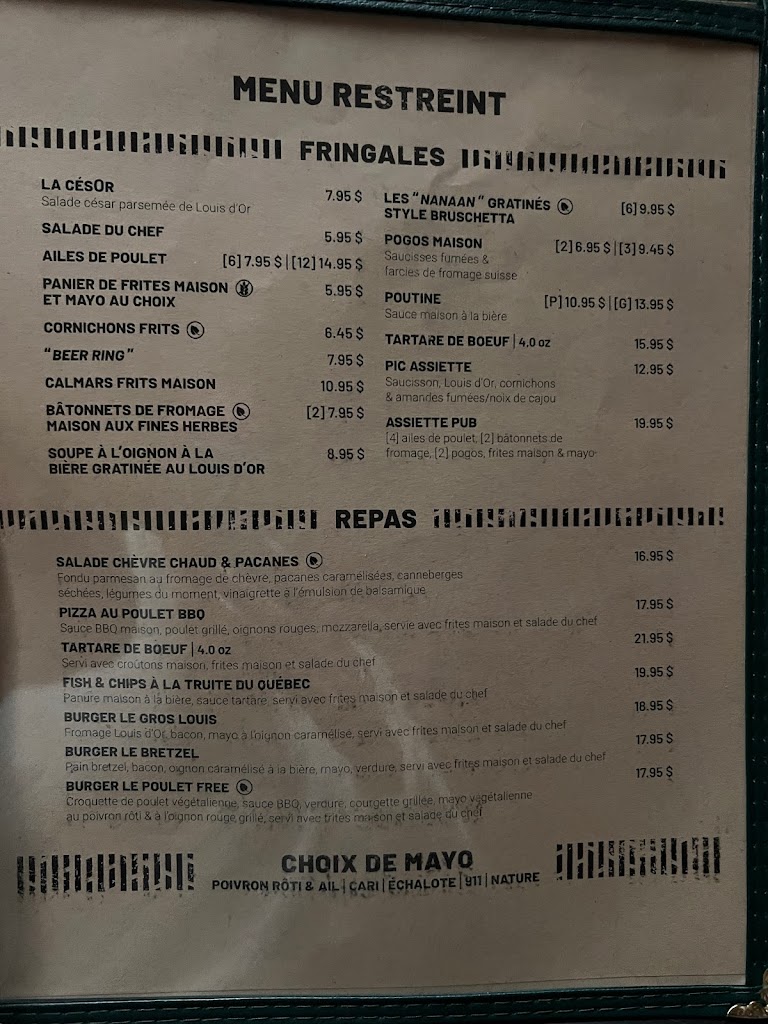 MENU RESTREINT
FRINGALES
LA CÉSOR 7.95 $
Salade césar parsemée de Louis d'Or
SALADE DU CHEF 5.95 $
AILES DE POULET [6] 7.95 $ | [12] 14.95 $
PANIER DE FRITES MAISON
ET MAYO AU CHOIX 5.95 $
CORNICHONS FRITS 6.45 $
"BEER RING" 7.95 $
CALMARS FRITS MAISON 10.95 $
BÂTONNETS DE FROMAGE [2] 7.95 $
MAISON AUX FINES HERBES
SOUPE À L'OIGNON À LA 8.95 $
BIÈRE GRATINÉE AU LOUIS D'OR
LES "NANAAN" GRATINÉS [6] 9.95 $
STYLE BRUSCHETTA
POGOS MAISON [2] 6.95 $ | [3] 9.45 $
Saucisses fumées &
farcies de fromage suisse
POUTINE [P] 10.95 $ | [G] 13.95 $
Sauce maison à la bière
TARTARE DE BOEUF | 4.0 oz 15.95 $
PIC ASSIETTE 12.95 $
Saucisson, Louis d'Or, cornichons
& amandes fumées/noix de cajou
ASSIETTE PUB 19.95 $
[4] ailes de poulet, [2] bâtonnets de
fromage, [2] pogos, frites maison & mayo
REPAS
SALADE CHÈVRE CHAUD & PACANES 16.95 $
Fondu parmesan au fromage de chèvre, pacanes caramélisées, canneberges
séchées, légumes du moment, vinaigrette à l'émulsion de balsamique
PIZZA AU POULET BBQ 17.95 $
Sauce BBQ maison, poulet grillé, oignons rouges, mozzarella, servie avec frites maison et salade du chef
TARTARE DE BOEUF | 4.0 oz 21.95 $
Servi avec croûtons maison, frites maison et salade du chef
FISH & CHIPS À LA TRUITE DU QUÉBEC 19.95 $
Panure maison à la bière, sauce tartare, servi avec frites maison et salade du chef
BURGER LE GROS LOUIS 18.95 $
Fromage Louis d'Or, bacon, mayo à l'oignon caramélisé, servi avec frites maison et salade du chef
BURGER LE BRETZEL 17.95 $
Pain bretzel, bacon, oignon caramélisé à la bière, mayo, verdure, servi avec frites maison et salade du chef
BURGER LE POULET FREE 17.95 $
Croquette de poulet végétalienne, sauce BBQ, verdure, courgette grillée, mayo végétalienne
au poivron rôti & à l'oignon rouge grillé, servi avec frites maison et salade du chef
CHOIX DE MAYO
POIVRON RÔTI & AIL | CARI | ÉCHALOTE | 911 | NATURE